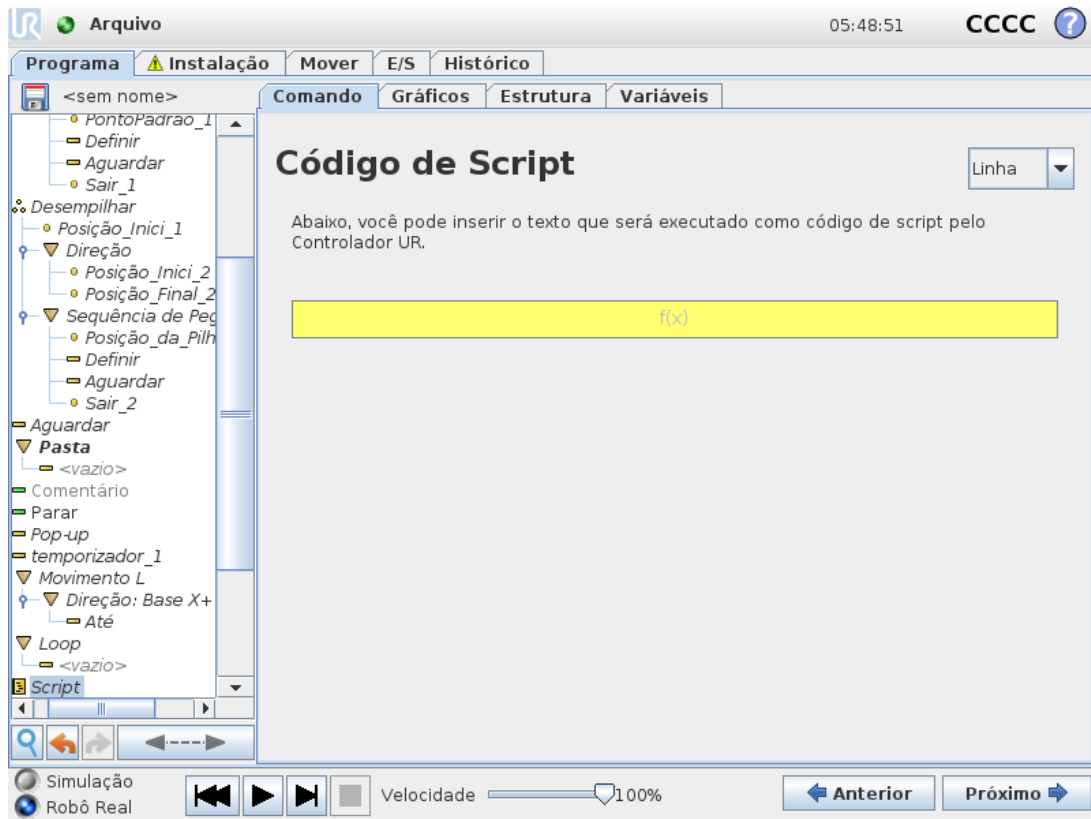 Arquivo
05:48:51
CCCC
?
Programa
Instalação
Mover
E/S
Histórico
<sem nome>
Comando
Gráficos
Estrutura
Variáveis
PontoPadrao_1
Definir
Aguardar
Sair_1
Desempilhar
Posição_Inici_1
Direção
Posição_Inici_2
Posição_Final_2
Sequência de Peg
Posição_da_Pilh
Definir
Aguardar
Sair_2
Aguardar
Pasta
<vazio>
Comentário
Parar
Pop-up
temporizador_1
Movimento L
Direção: Base X+
Até
Loop
<vazio>
Script
Código de Script
Linha
Abaixo, você pode inserir o texto que será executado como código de script pelo
Controlador UR.
f(x)
Simulação
Robô Real
Velocidade
100%
Anterior
Próximo